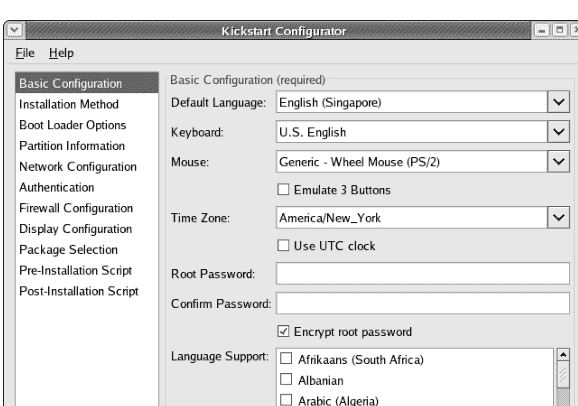 Kickstart Configurator
File Help
Basic Configuration
Installation Method
Boot Loader Options
Partition Information
Network Configuration
Authentication
Firewall Configuration
Display Configuration
Package Selection
Pre-Installation Script
Post-Installation Script
Basic Configuration (required)
Default Language: English (Singapore)
Keyboard: U.S. English
Mouse: Generic - Wheel Mouse (PS/2)
Emulate 3 Buttons
Time Zone: America/New_York
Use UTC clock
Root Password:
Confirm Password:
Encrypt root password
Language Support: Afrikaans (South Africa)
Albanian
Arabic (Algeria)